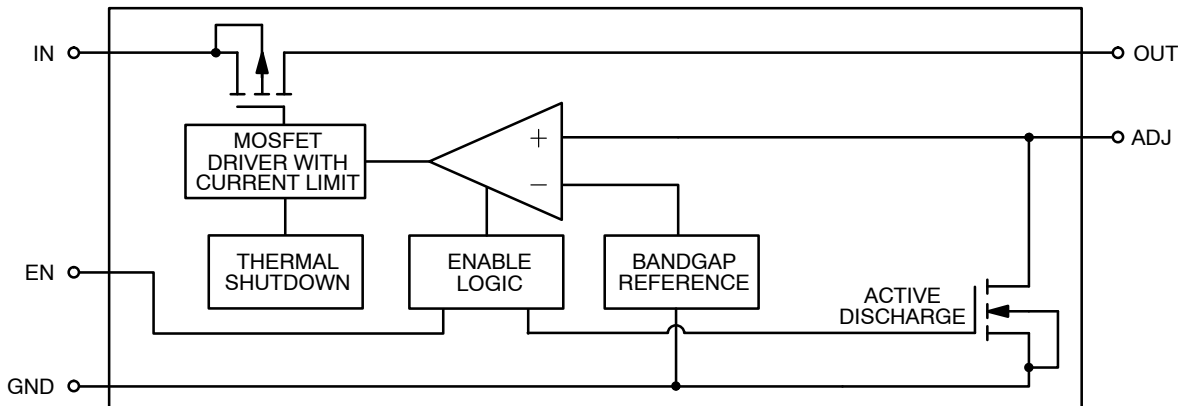 IN
OUT
MOSFET
DRIVER WITH
CURRENT LIMIT
+
−
ADJ
THERMAL
SHUTDOWN
ENABLE
LOGIC
BANDGAP
REFERENCE
EN
ACTIVE
DISCHARGE
GND